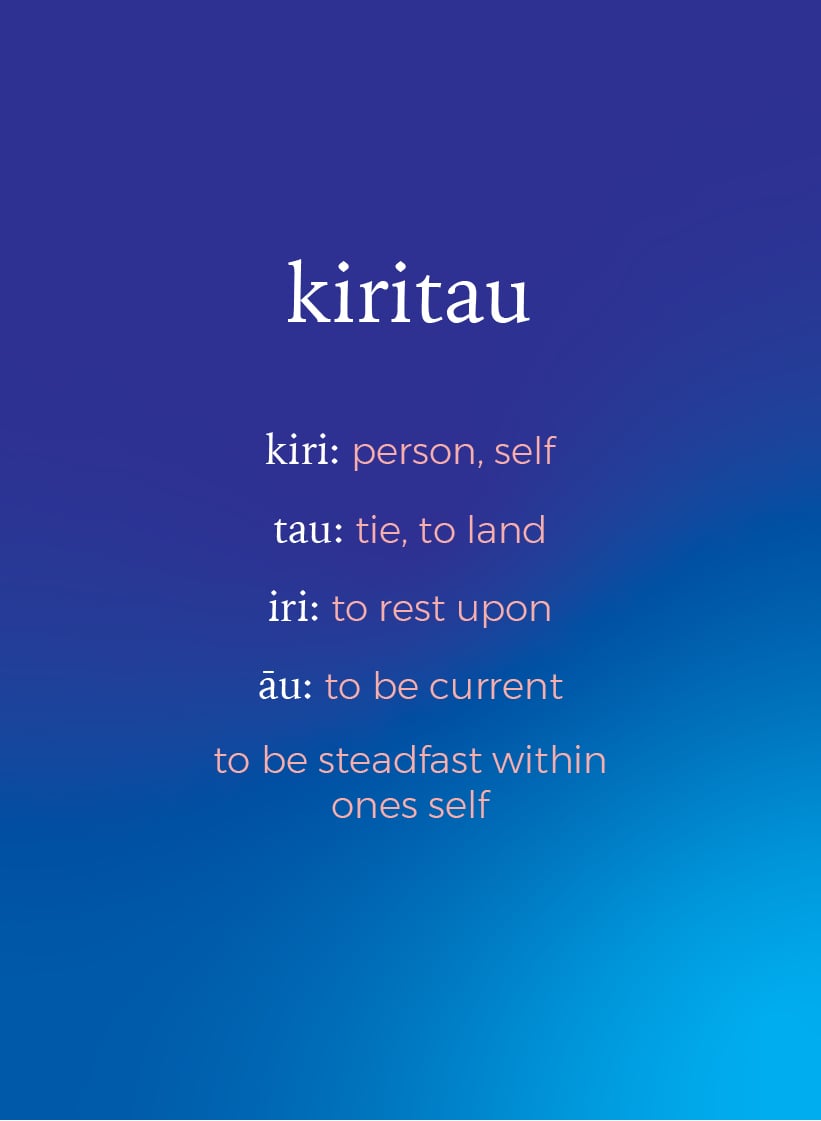 kiritau
kiri: person, self
tau: tie, to land
iri: to rest upon
āu: to be current
to be steadfast within
ones self